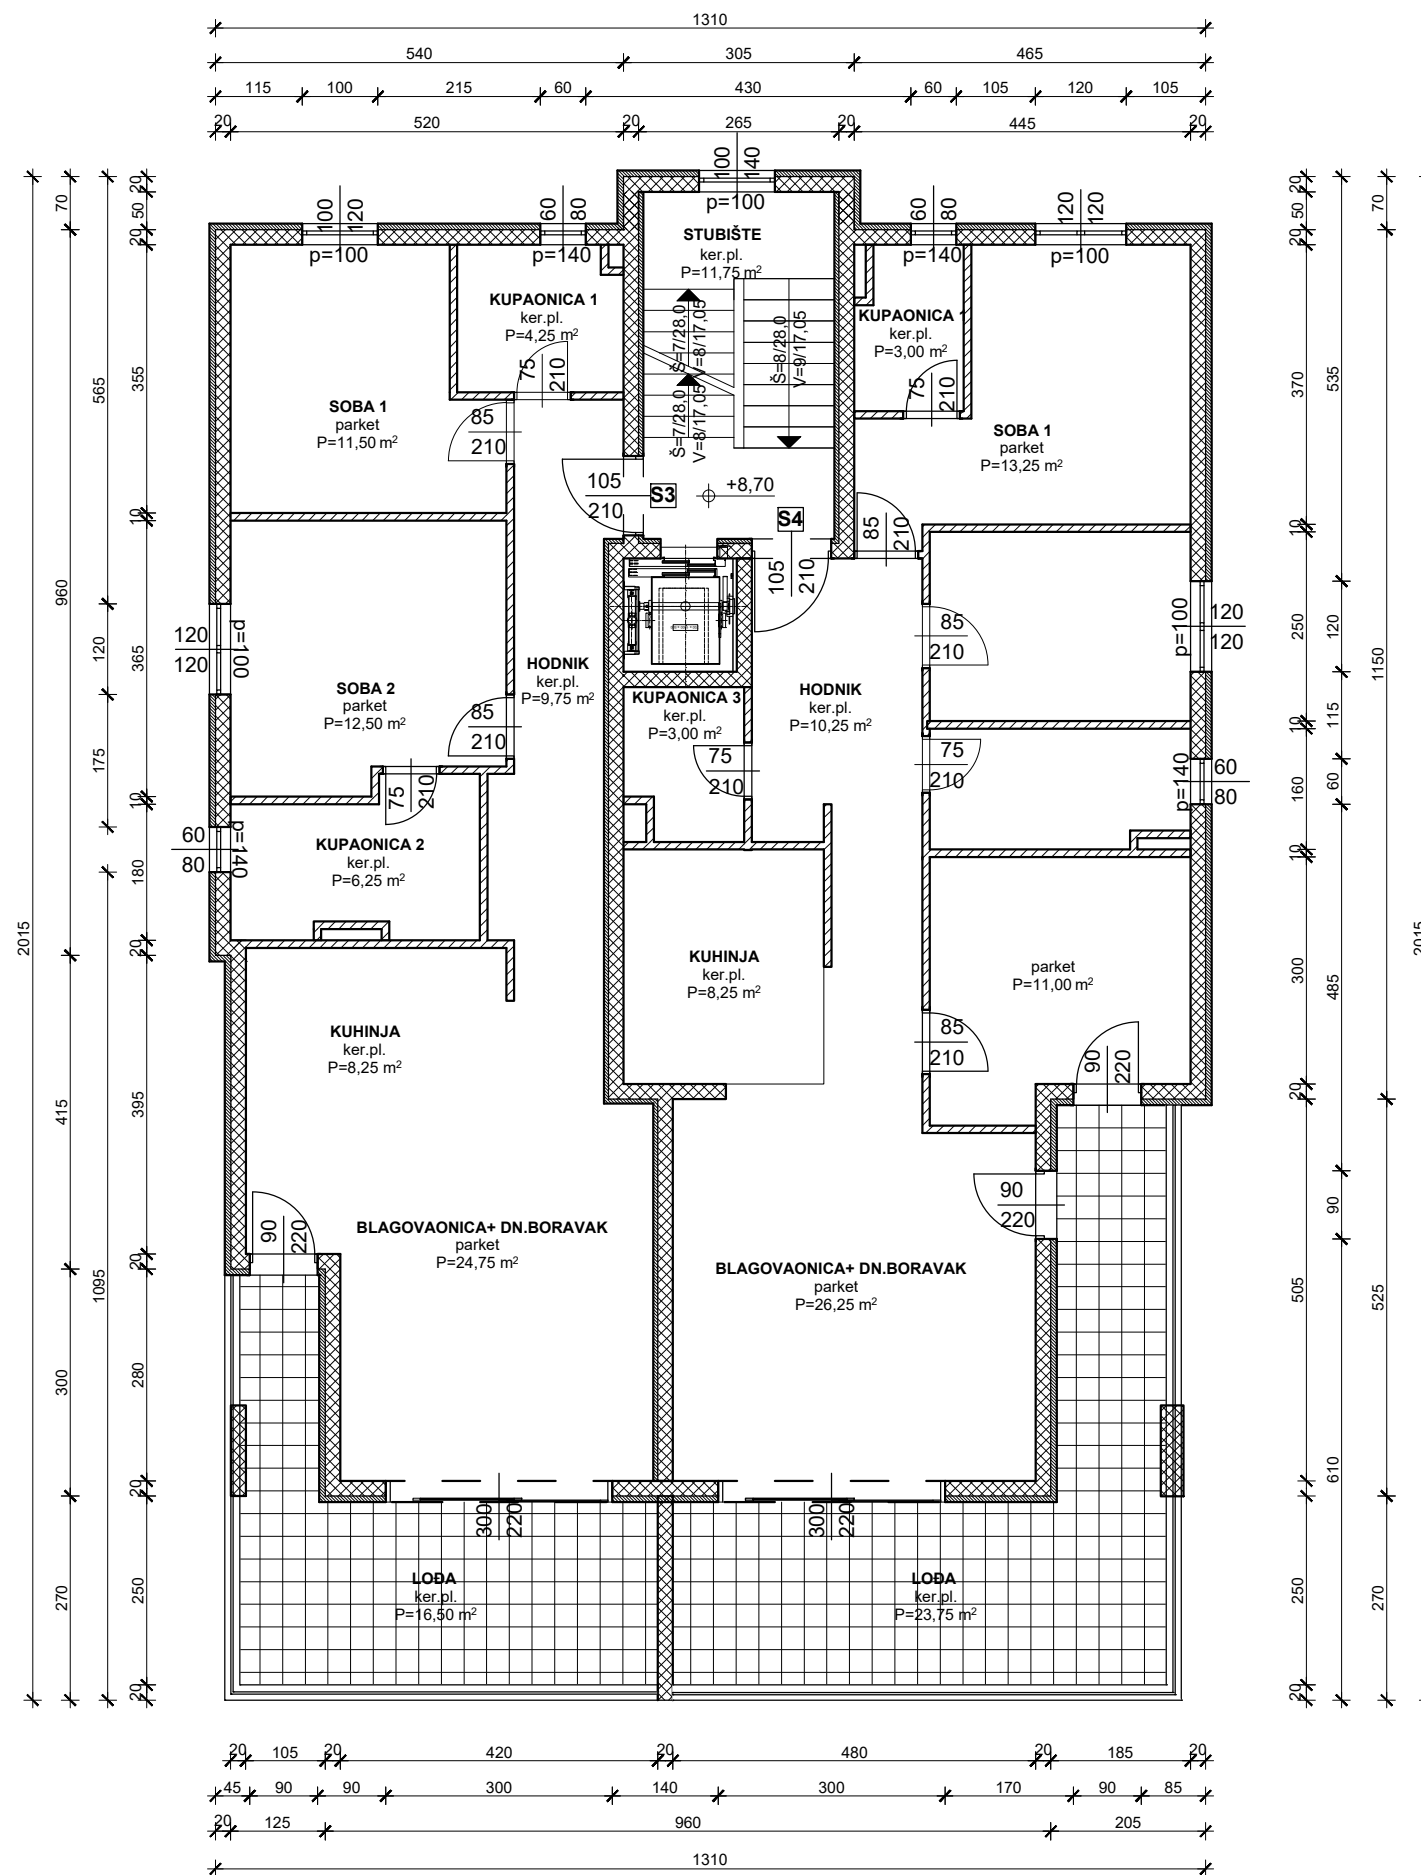 1310
540 305 465
115 100 215 60 430 60 105 120 105
20 520 20 265 20 445 20
100
140
p=100
100
120
p=100
60
80
p=140
60
80
p=140
120
120
p=100
STUBIŠTE
ker.pl.
P=11,75 m²
Š=7/28,0
V=8/17,05
Š=7/28,0
V=8/17,05
Š=8/28,0
V=9/17,05
KUPAONICA 1
ker.pl.
P=4,25 m²
75
210
KUPAONICA 1
ker.pl.
P=3,00 m²
75
210
SOBA 1
parket
P=11,50 m²
85
210
SOBA 1
parket
P=13,25 m²
85
210
105
210
S3
+8,70
S4
105
210
120
120
p=100
SOBA 2
parket
P=12,50 m²
85
210
75
210
HODNIK
ker.pl.
P=9,75 m²
KUPAONICA 3
ker.pl.
P=3,00 m²
75
210
HODNIK
ker.pl.
P=10,25 m²
85
210
p=100
120
120
75
210
p=140
60
80
60
80
p=140
KUPAONICA 2
ker.pl.
P=6,25 m²
KUHINJA
ker.pl.
P=8,25 m²
parket
P=11,00 m²
85
210
90
220
KUHINJA
ker.pl.
P=8,25 m²
90
220
90
220
BLAGOVAONICA+ DN.BORAVAK
parket
P=24,75 m²
BLAGOVAONICA+ DN.BORAVAK
parket
P=26,25 m²
300
220
300
220
LOĐA
ker.pl.
P=16,50 m²
LOĐA
ker.pl.
P=23,75 m²
2015
70 960 415 300 270
565 120 175 1095
20 50 20 355 10 365 10 180 20 395 20 280 20 250 20
20 50 20 370 10 250 10 160 10 300 20 505 20 250 20
535 120 115 60 485 90 610
70 1150 525 270
2015
20 105 20 420 20 480 20 185 20
45 90 90 300 140 300 170 90 85
20 125 960 205
1310